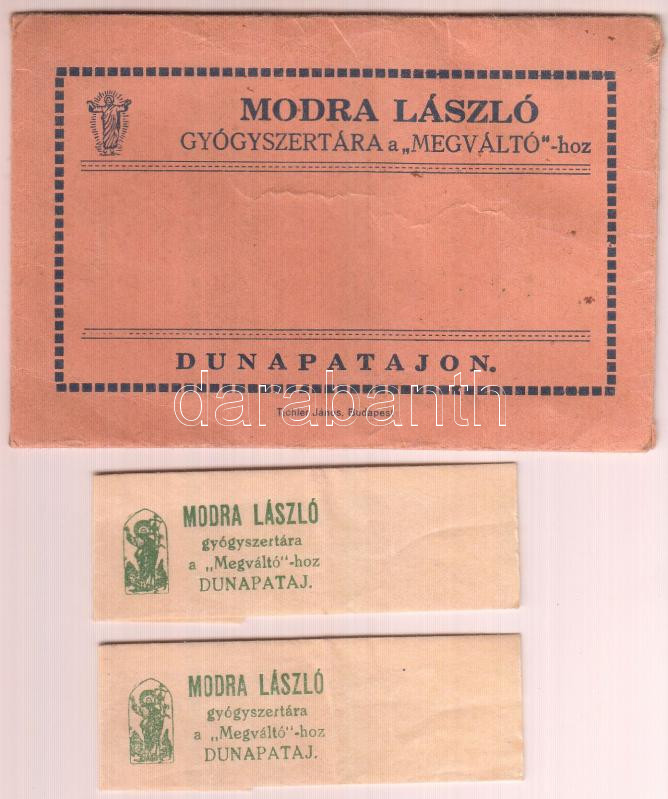 MODRA LÁSZLÓ
GYÓGYSZERTÁRA a „MEGVÁLTÓ"-hoz
DUNAPATAJON.
darabanth
Tichler János, Budapest
MODRA LÁSZLÓ
gyógyszertára
a „Megváltó"-hoz
DUNAPATAJ.
MODRA LÁSZLÓ
gyógyszertára
a „Megváltó"-hoz
DUNAPATAJ.